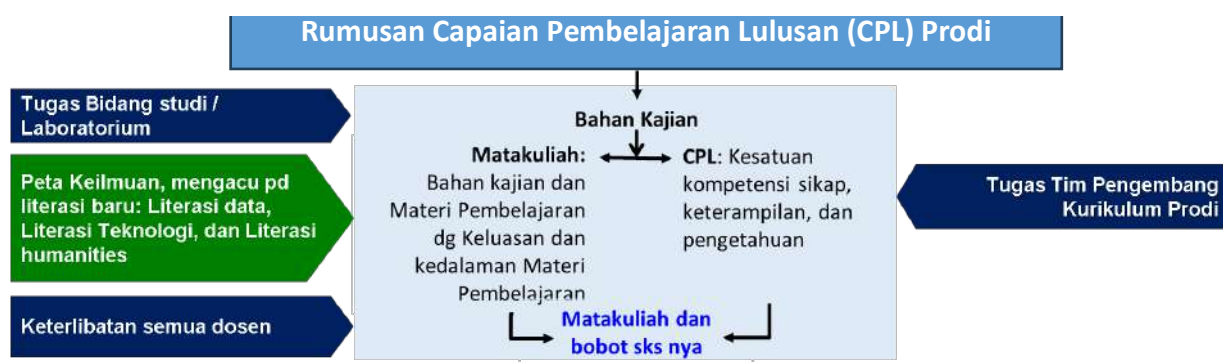 Rumusan Capaian Pembelajaran Lulusan (CPL) Prodi
Tugas Bidang studi /
Laboratorium
Peta Keilmuan, mengacu pd
literasi baru: Literasi data,
Literasi Teknologi, dan Literasi
humanities
Keterlibatan semua dosen
Bahan Kajian
Matakuliah:
Bahan kajian dan
Materi Pembelajaran
dg Keluasan dan
kedalaman Materi
Pembelajaran
CPL: Kesatuan
kompetensi sikap,
keterampilan, dan
pengetahuan
Matakuliah dan
bobot sks nya
Tugas Tim Pengembang
Kurikulum Prodi